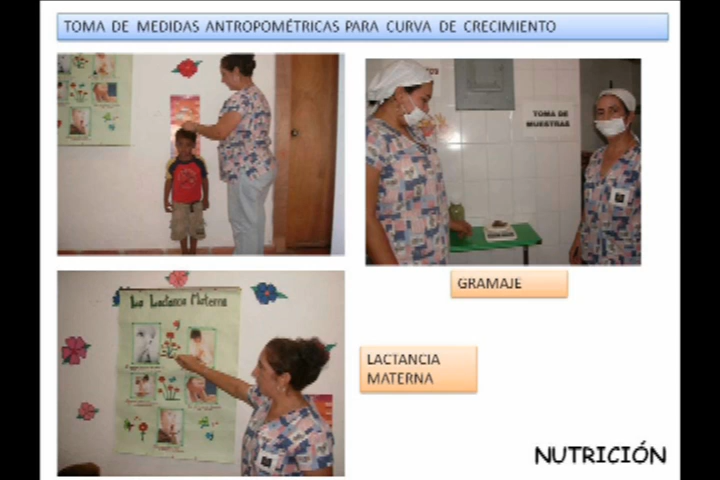 TOMA DE MEDIDAS ANTROPOMÉTRICAS PARA CURVA DE CRECIMIENTO
TOMA DE
MUESTRAS
GRAMAJE
La Lactancia Materna
LACTANCIA
MATERNA
NUTRICIÓN